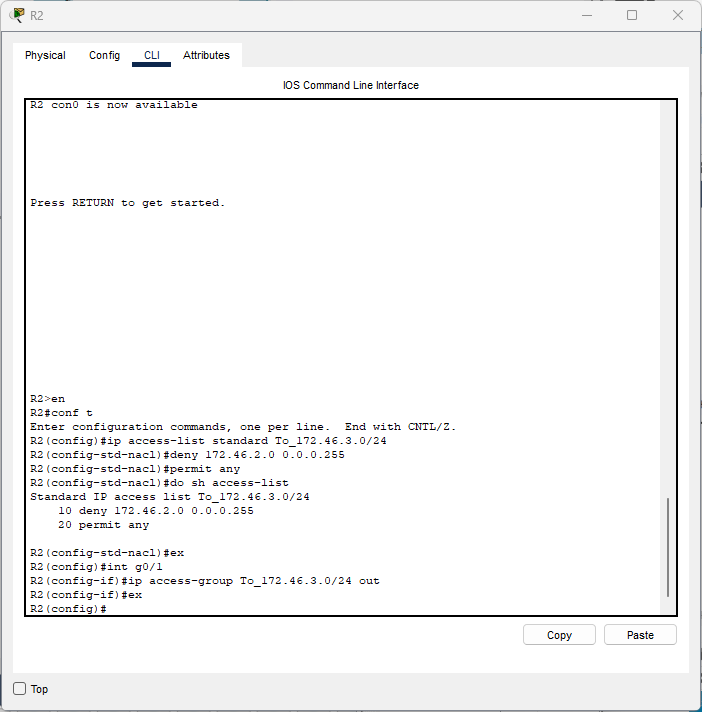 R2
Physical Config CLI Attributes
IOS Command Line Interface
R2 con0 is now available
Press RETURN to get started.
R2>en
R2#conf t
Enter configuration commands, one per line.  End with CNTL/Z.
R2(config)#ip access-list standard To_172.46.3.0/24
R2(config-std-nacl)#deny 172.46.2.0 0.0.0.255
R2(config-std-nacl)#permit any
R2(config-std-nacl)#do sh access-list
Standard IP access list To_172.46.3.0/24
    10 deny 172.46.2.0 0.0.0.255
    20 permit any
R2(config-std-nacl)#ex
R2(config)#int g0/1
R2(config-if)#ip access-group To_172.46.3.0/24 out
R2(config-if)#ex
R2(config)#
Copy Paste
Top